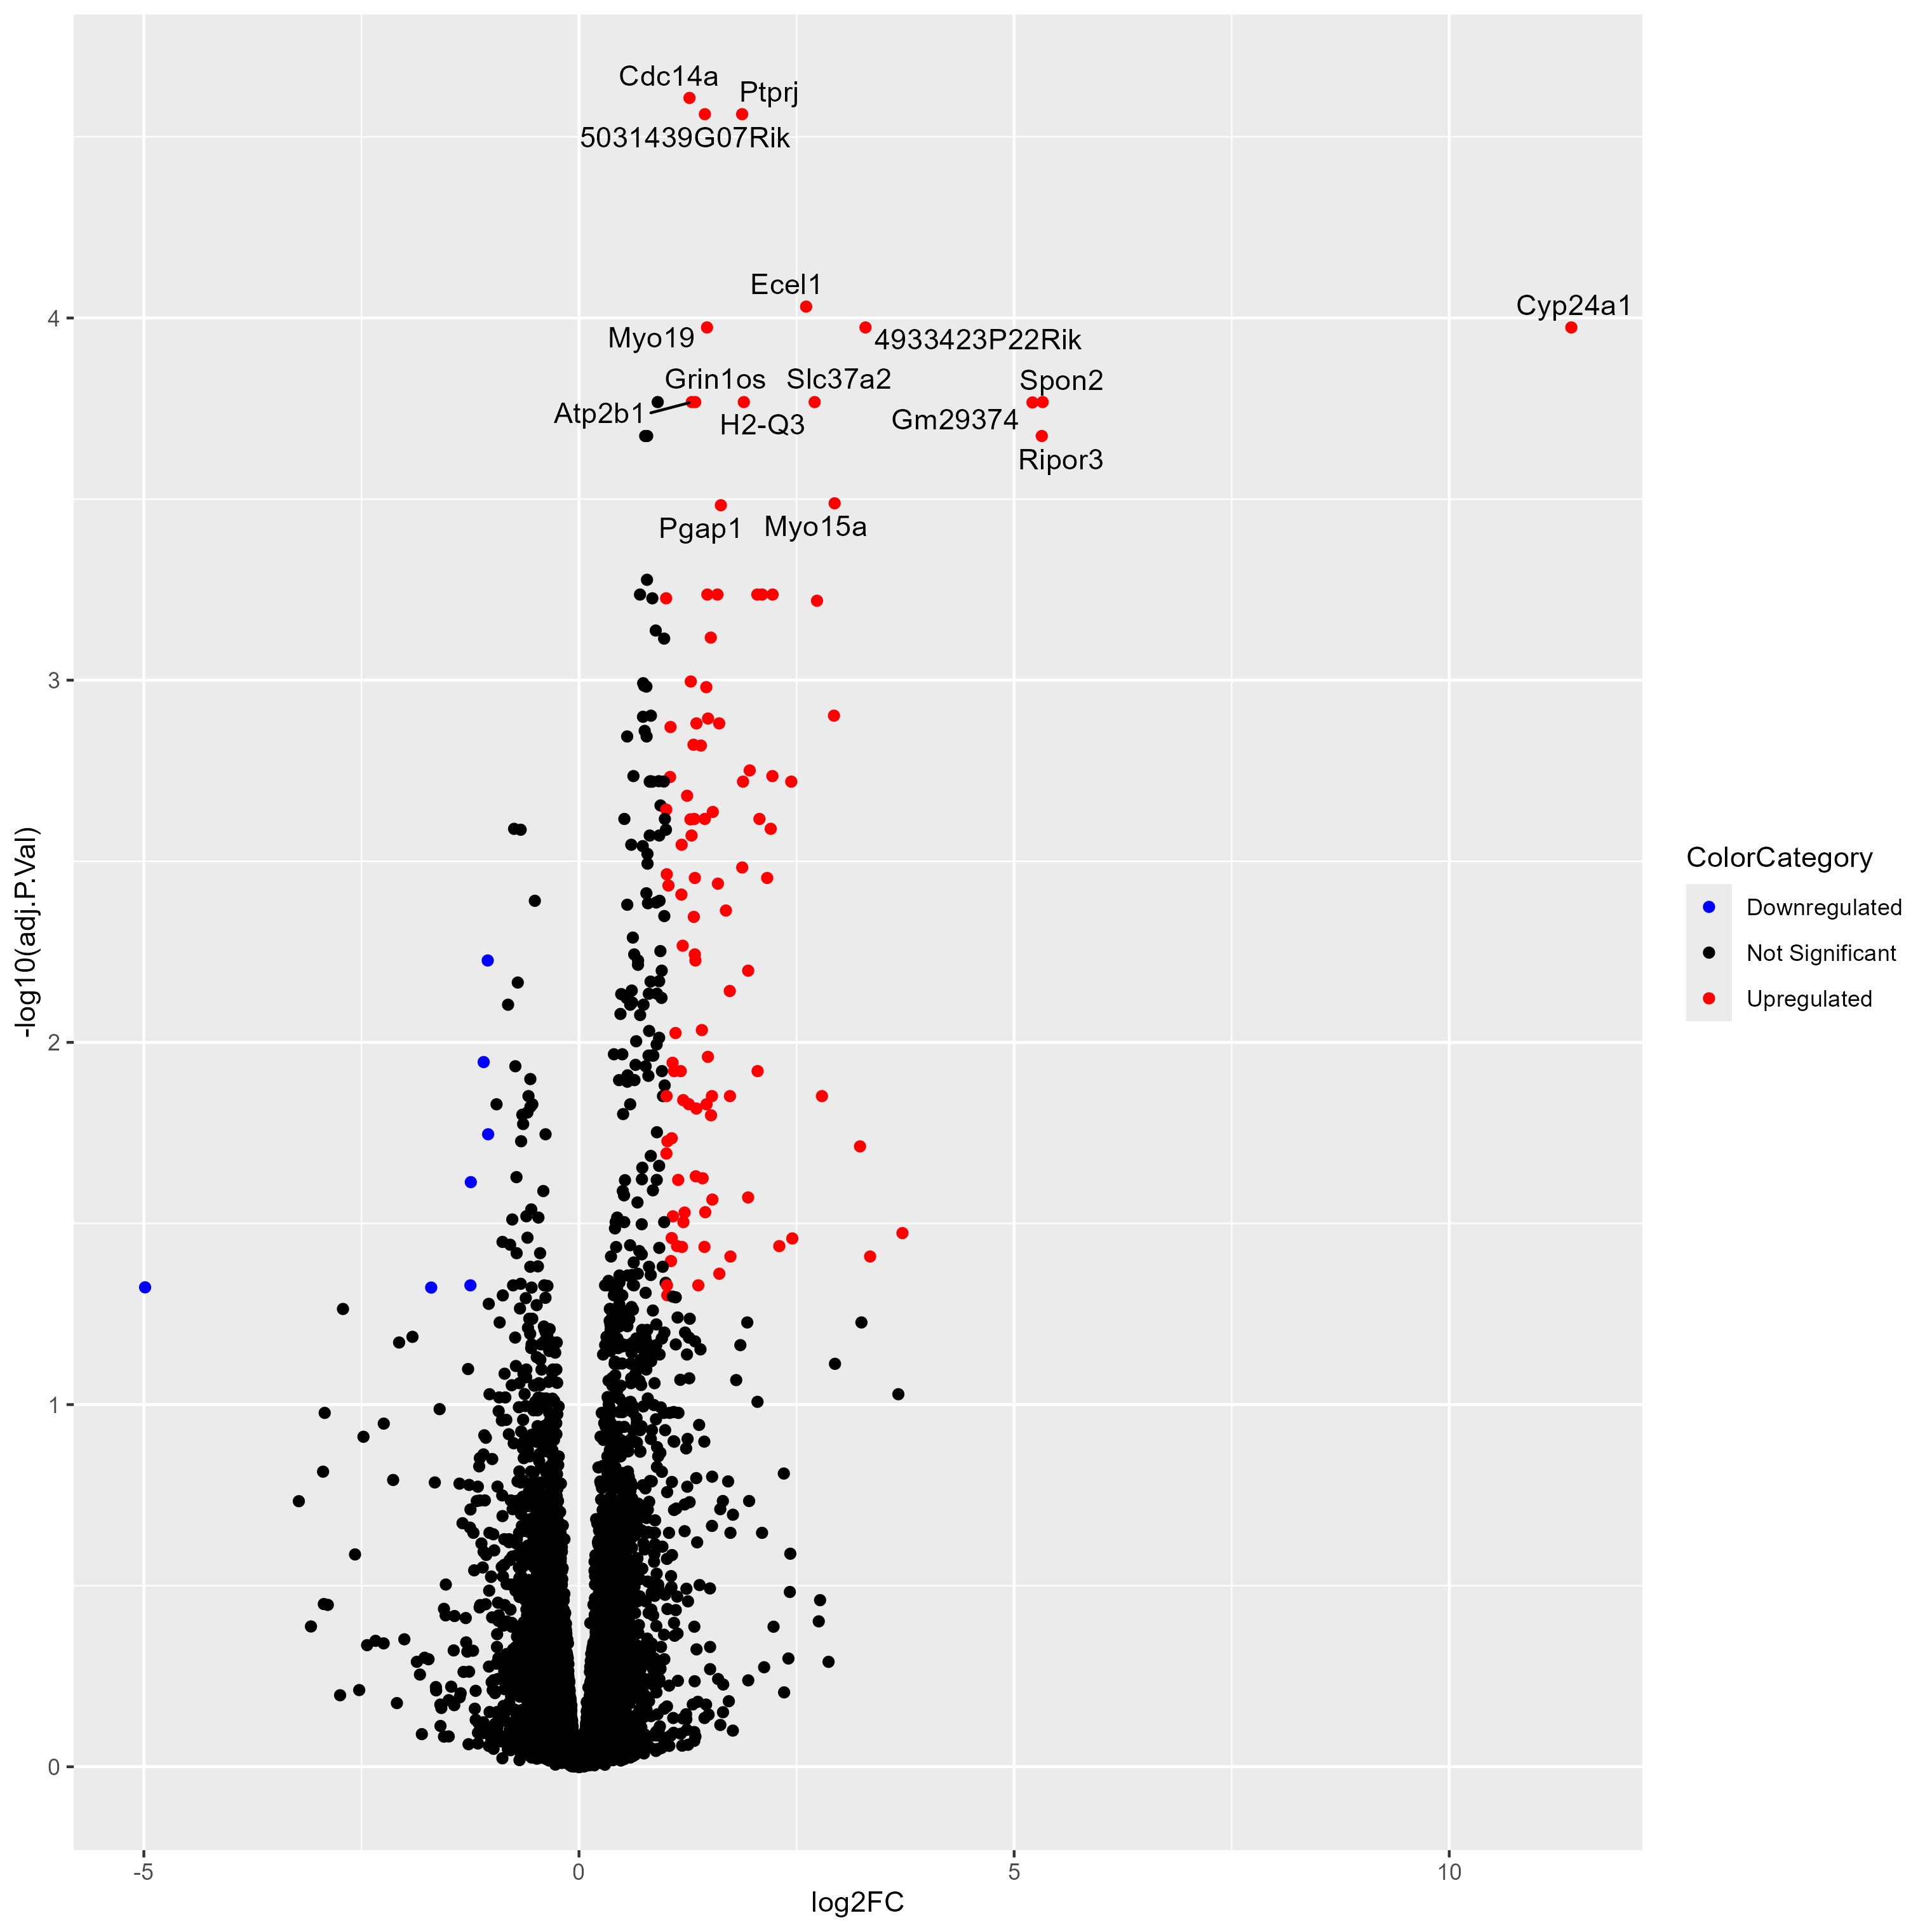 Cdc14a
Ptprj
5031439G07Rik
Ecel1
Cyp24a1
Myo19
4933423P22Rik
Grin1os
Slc37a2
Spon2
Atp2b1
H2-Q3
Gm29374
Ripor3
Pgap1
Myo15a
4
3
2
1
0
-log10(adj.P.Val)
-5
0
5
10
log2FC
ColorCategory
Downregulated
Not Significant
Upregulated